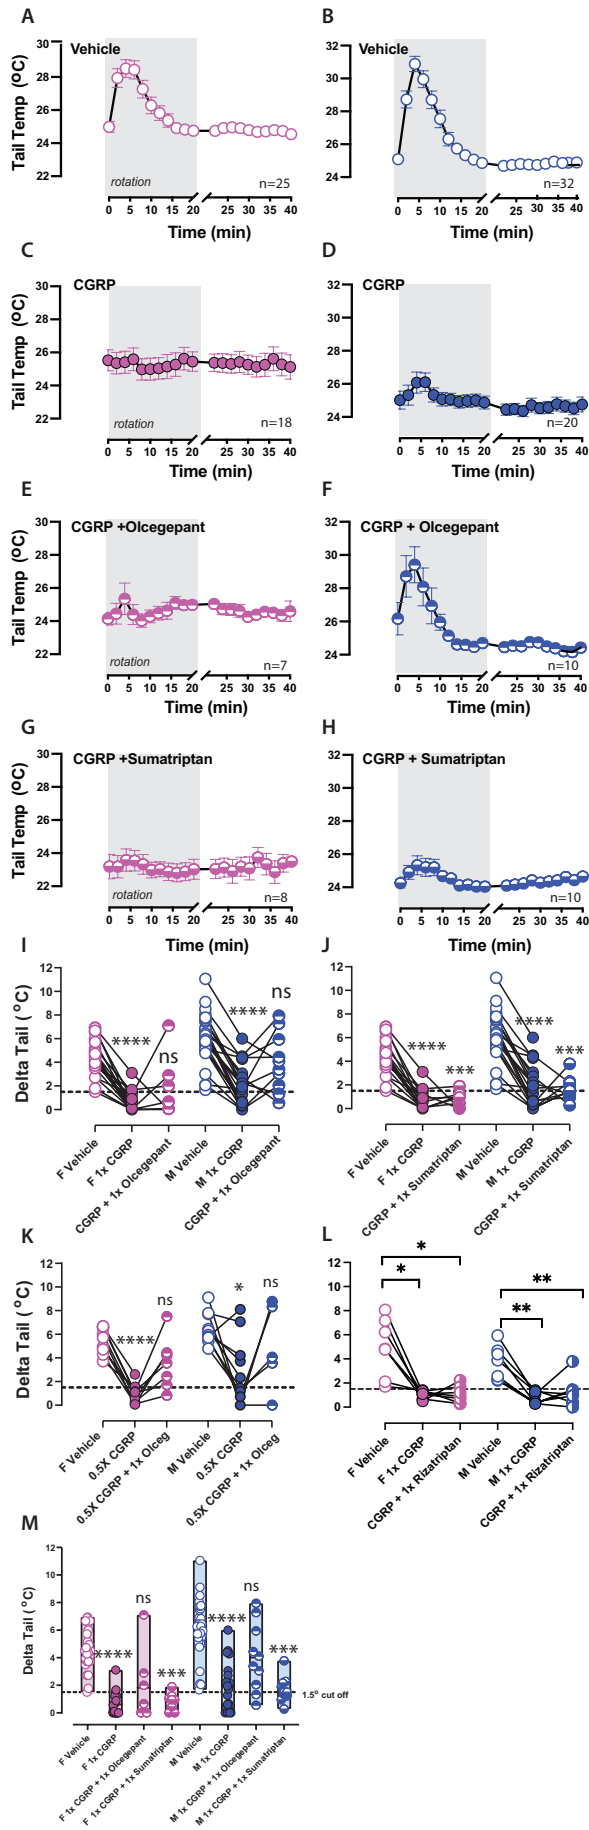 A
Vehicle
Tail Temp (ºC)
30
28
26
24
22
rotation
n=25
0 5 10 15 20 25 30 35 40
Time (min)
B
Vehicle
32
30
28
26
24
n=32
0 5 10 15 20 25 30 35 40
Time (min)
C
CGRP
Tail Temp (ºC)
30
28
26
24
22
rotation
n=18
0 5 10 15 20 25 30 35 40
Time (min)
D
CGRP
32
30
28
26
24
n=20
0 5 10 15 20 25 30 35 40
Time (min)
E
CGRP +Olcegepant
Tail Temp (ºC)
30
28
26
24
22
rotation
n=7
0 5 10 15 20 25 30 35 40
Time (min)
F
CGRP + Olcegepant
32
30
28
26
24
n=10
0 5 10 15 20 25 30 35 40
Time (min)
G
CGRP +Sumatriptan
Tail Temp (ºC)
30
28
26
24
22
rotation
n=8
0 5 10 15 20 25 30 35 40
Time (min)
H
CGRP + Sumatriptan
32
30
28
26
24
n=10
0 5 10 15 20 25 30 35 40
Time (min)
I
Delta Tail (°C)
12
10
8
6
4
2
0
**** ns **** ns
F Vehicle
F 1x CGRP
CGRP + 1x Olcegepant
M Vehicle
M 1x CGRP
CGRP + 1x Olcegepant
J
12
10
8
6
4
2
0
**** *** **** ***
F Vehicle
F 1x CGRP
CGRP + 1x Sumatriptan
M Vehicle
M 1x CGRP
CGRP + 1x Sumatriptan
K
Delta Tail (°C)
12
10
8
6
4
2
0
**** ns * ns
F Vehicle
0.5X CGRP
0.5X CGRP + 1x Olceg
M Vehicle
0.5X CGRP
0.5X CGRP + 1x Olceg
L
12
10
8
6
4
2
0
* * ** **
F Vehicle
F 1x CGRP
CGRP + 1x Rizatriptan
M Vehicle
M 1x CGRP
CGRP + 1x Rizatriptan
M
Delta Tail (°C)
12
10
8
6
4
2
0
**** ns *** **** ns ***
1.5° cut off
F Vehicle
F 1x CGRP
F 1x CGRP + 1x Olcegepant
F 1x CGRP + 1x Sumatriptan
M Vehicle
M 1x CGRP
M 1x CGRP + 1x Olcegepant
M 1x CGRP + 1x Sumatriptan